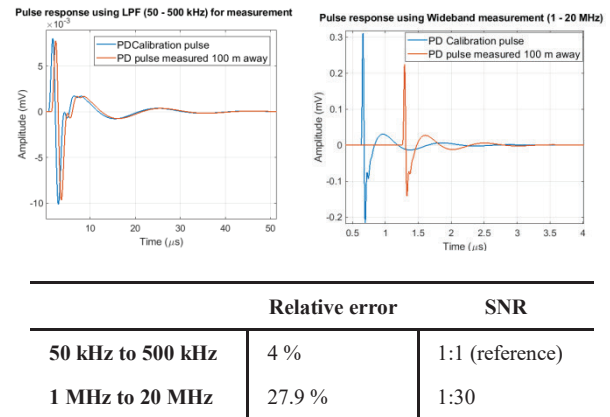 Pulse response using LPF (50 - 500 kHz) for measurement
×10⁻³
PDCalibration pulse
PD pulse measured 100 m away
Amplitude (mV)
5
0
-5
-10
10 20 30 40 50
Time (μs)
Pulse response using Wideband measurement (1 - 20 MHz)
PD Calibration pulse
PD pulse measured 100 m away
Amplitude (mV)
0.3
0.2
0.1
0
-0.1
-0.2
0.5 1 1.5 2 2.5 3 3.5 4
Time (μs)
Relative error SNR
50 kHz to 500 kHz 4 % 1:1 (reference)
1 MHz to 20 MHz 27.9 % 1:30